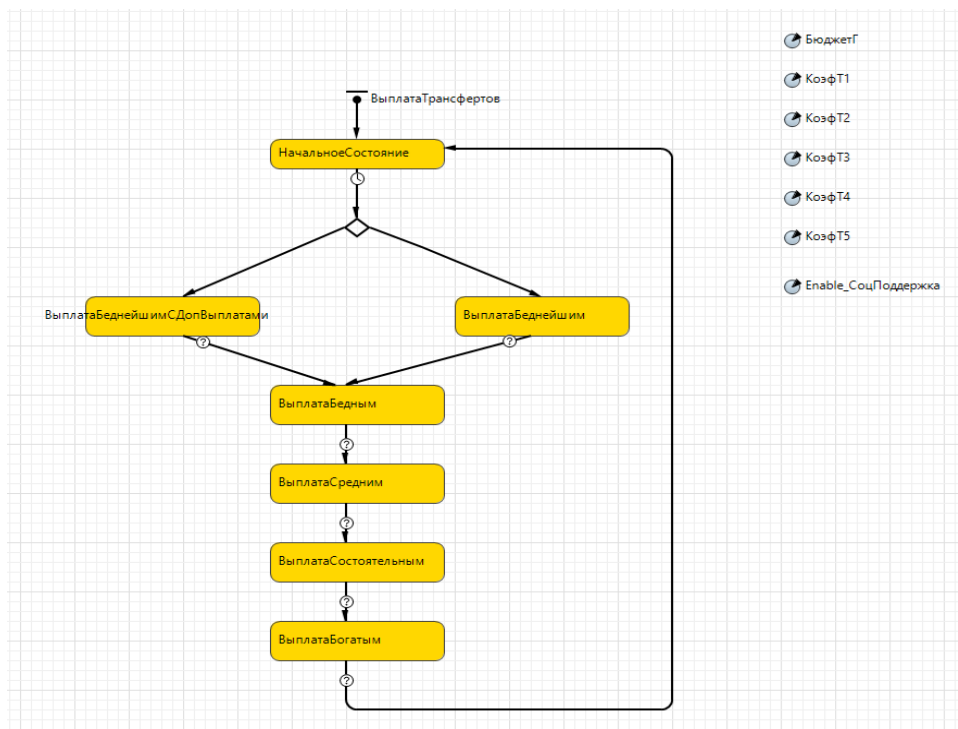 БюджетГ
КоэфТ1
ВыплатаТрансфертов
КоэфТ2
НачальноеСостояние
КоэфТ3
КоэфТ4
КоэфТ5
Enable_СоцПоддержка
ВыплатаБеднейшимСДопВыплатами
ВыплатаБеднейшим
?
?
ВыплатаБедным
?
ВыплатаСредним
?
ВыплатаСостоятельным
?
ВыплатаБогатым
?